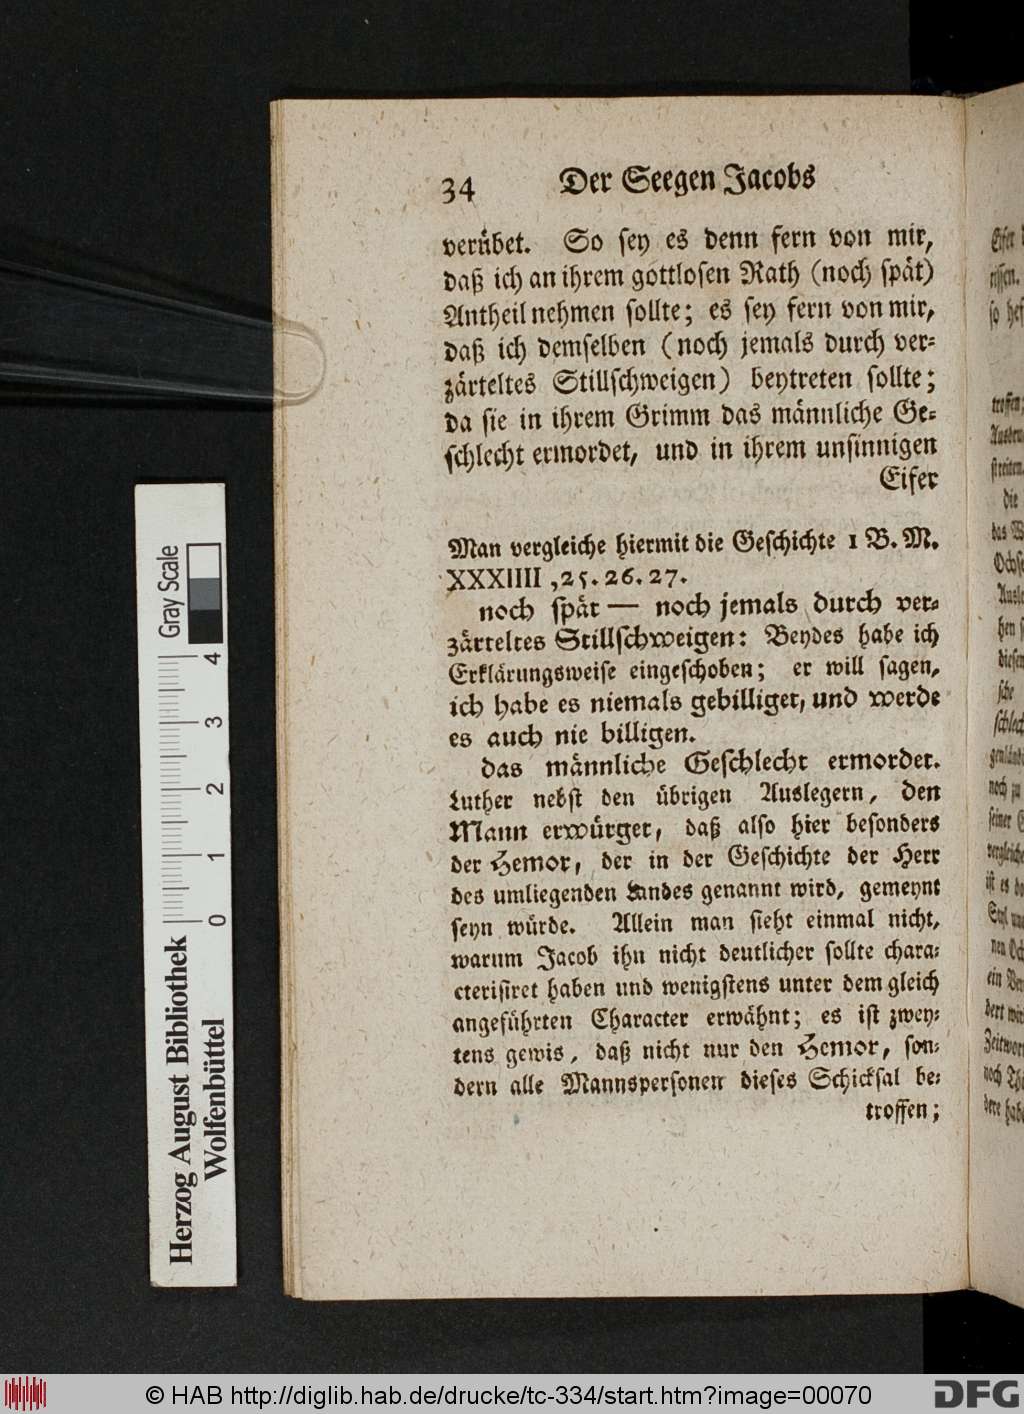 34 Der Seegen Jacobs
verübet. So sey es denn fern von mir,
daß ich an ihrem gottlosen Rath (noch spät)
Antheil nehmen sollte; es sey fern von mir,
daß ich demselben (noch jemals durch ver-
zärteltes Stillschweigen) beytreten sollte;
da sie in ihrem Grimm das männliche Ge-
schlecht ermordet, und in ihrem unsinnigen
Eifer
Man vergleiche hiermit die Geschichte 1 B. M.
XXXIIII ,25. 26. 27.
noch spät — noch jemals durch ver-
zärteltes Stillschweigen: Beydes habe ich
Erklärungsweise eingeschoben; er will sagen,
ich habe es niemals gebilliget, und werde
es auch nie billigen.
das männliche Geschlecht ermordet.
Luther nebst den übrigen Auslegern, den
Mann erwürget, daß also hier besonders
der Hemor, der in der Geschichte der Herr
des umliegenden Landes genannt wird, gemeynt
seyn würde. Allein man sieht einmal nicht,
warum Jacob ihn nicht deutlicher sollte chara-
cterisiret haben und wenigstens unter dem gleich
angeführten Character erwähnt; es ist zwey-
tens gewis, daß nicht nur den Hemor, son-
dern alle Mannspersonen dieses Schicksal be-
troffen;
Gray Scale
0 1 2 3 4
Herzog August Bibliothek
Wolfenbüttel
© HAB http://diglib.hab.de/drucke/tc-334/start.htm?image=00070
DFG